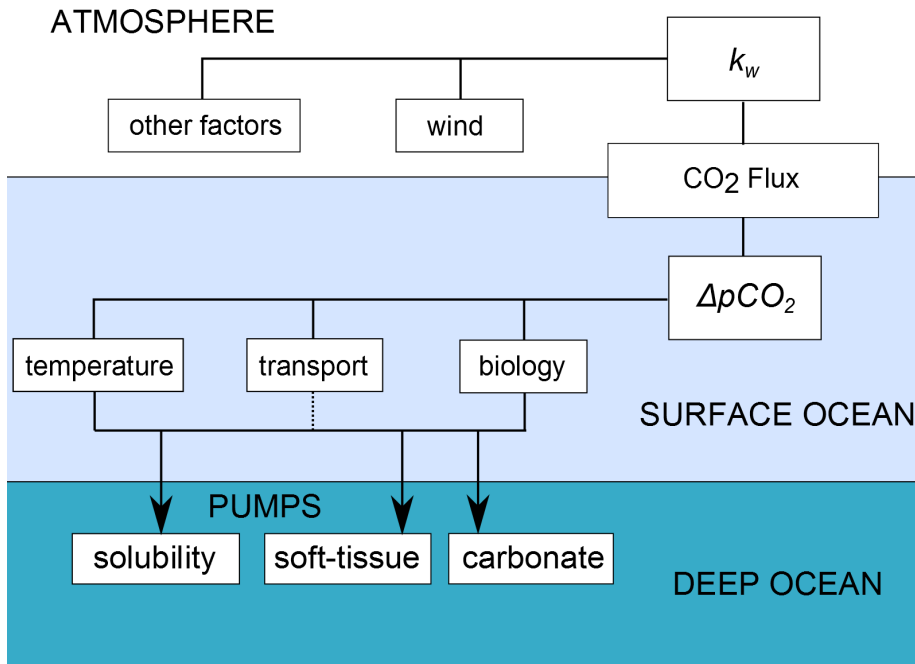 ATMOSPHERE
k_w
other factors
wind
CO2 Flux
ΔpCO₂
temperature
transport
biology
SURFACE OCEAN
PUMPS
solubility
soft-tissue
carbonate
DEEP OCEAN